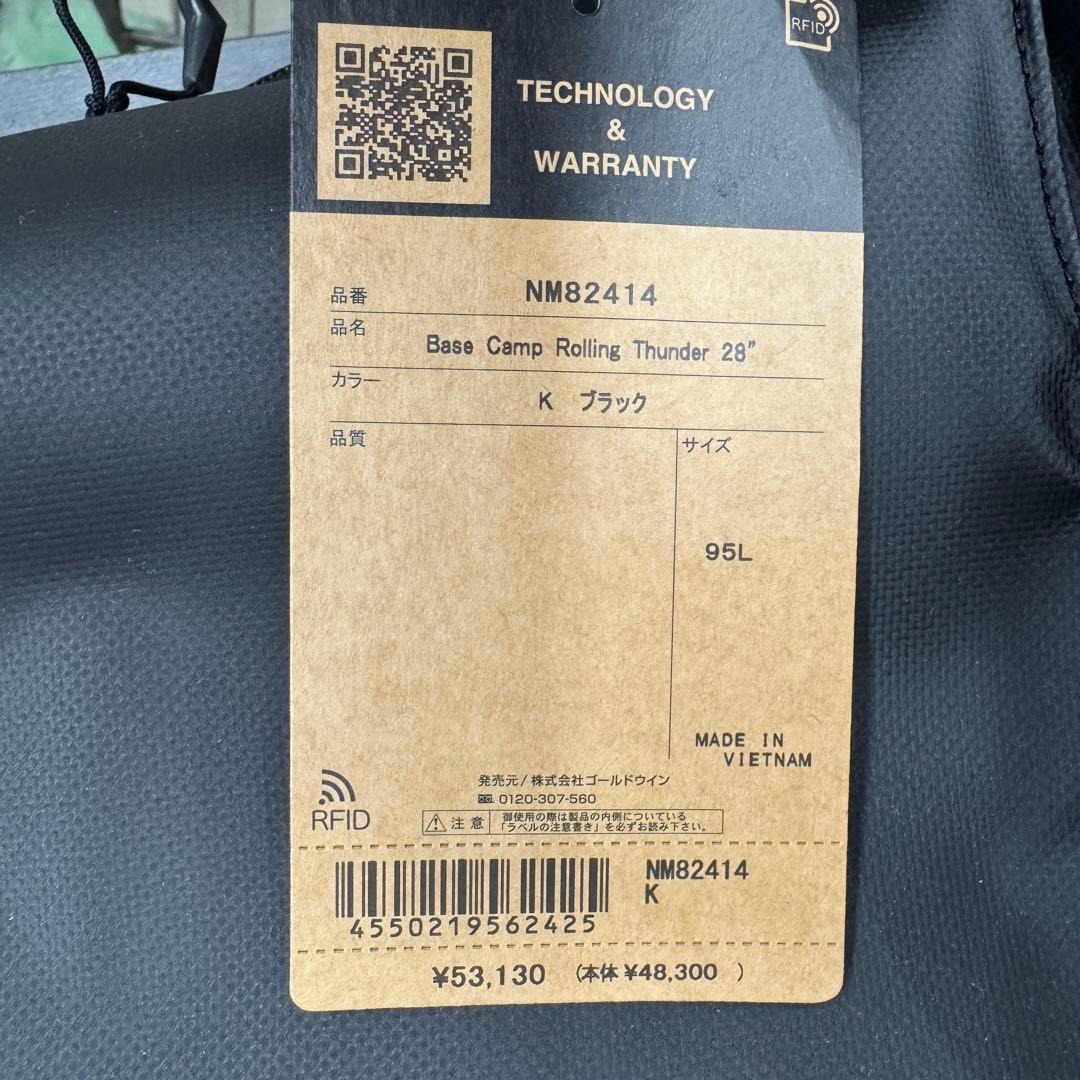 RFID
TECHNOLOGY
&
WARRANTY
品番 NM82414
品名 Base Camp Rolling Thunder 28″
カラー K ブラック
品質
サイズ
95L
MADE IN
VIETNAM
発売元/株式会社ゴールドウイン
0120-307-560
RFID
注意
御使用の際は製品の内側についている
「ラベルの注意書き」を必ずお読み下さい。
NM82414
K
4550219562425
¥53,130 (本体 ¥48,300 )